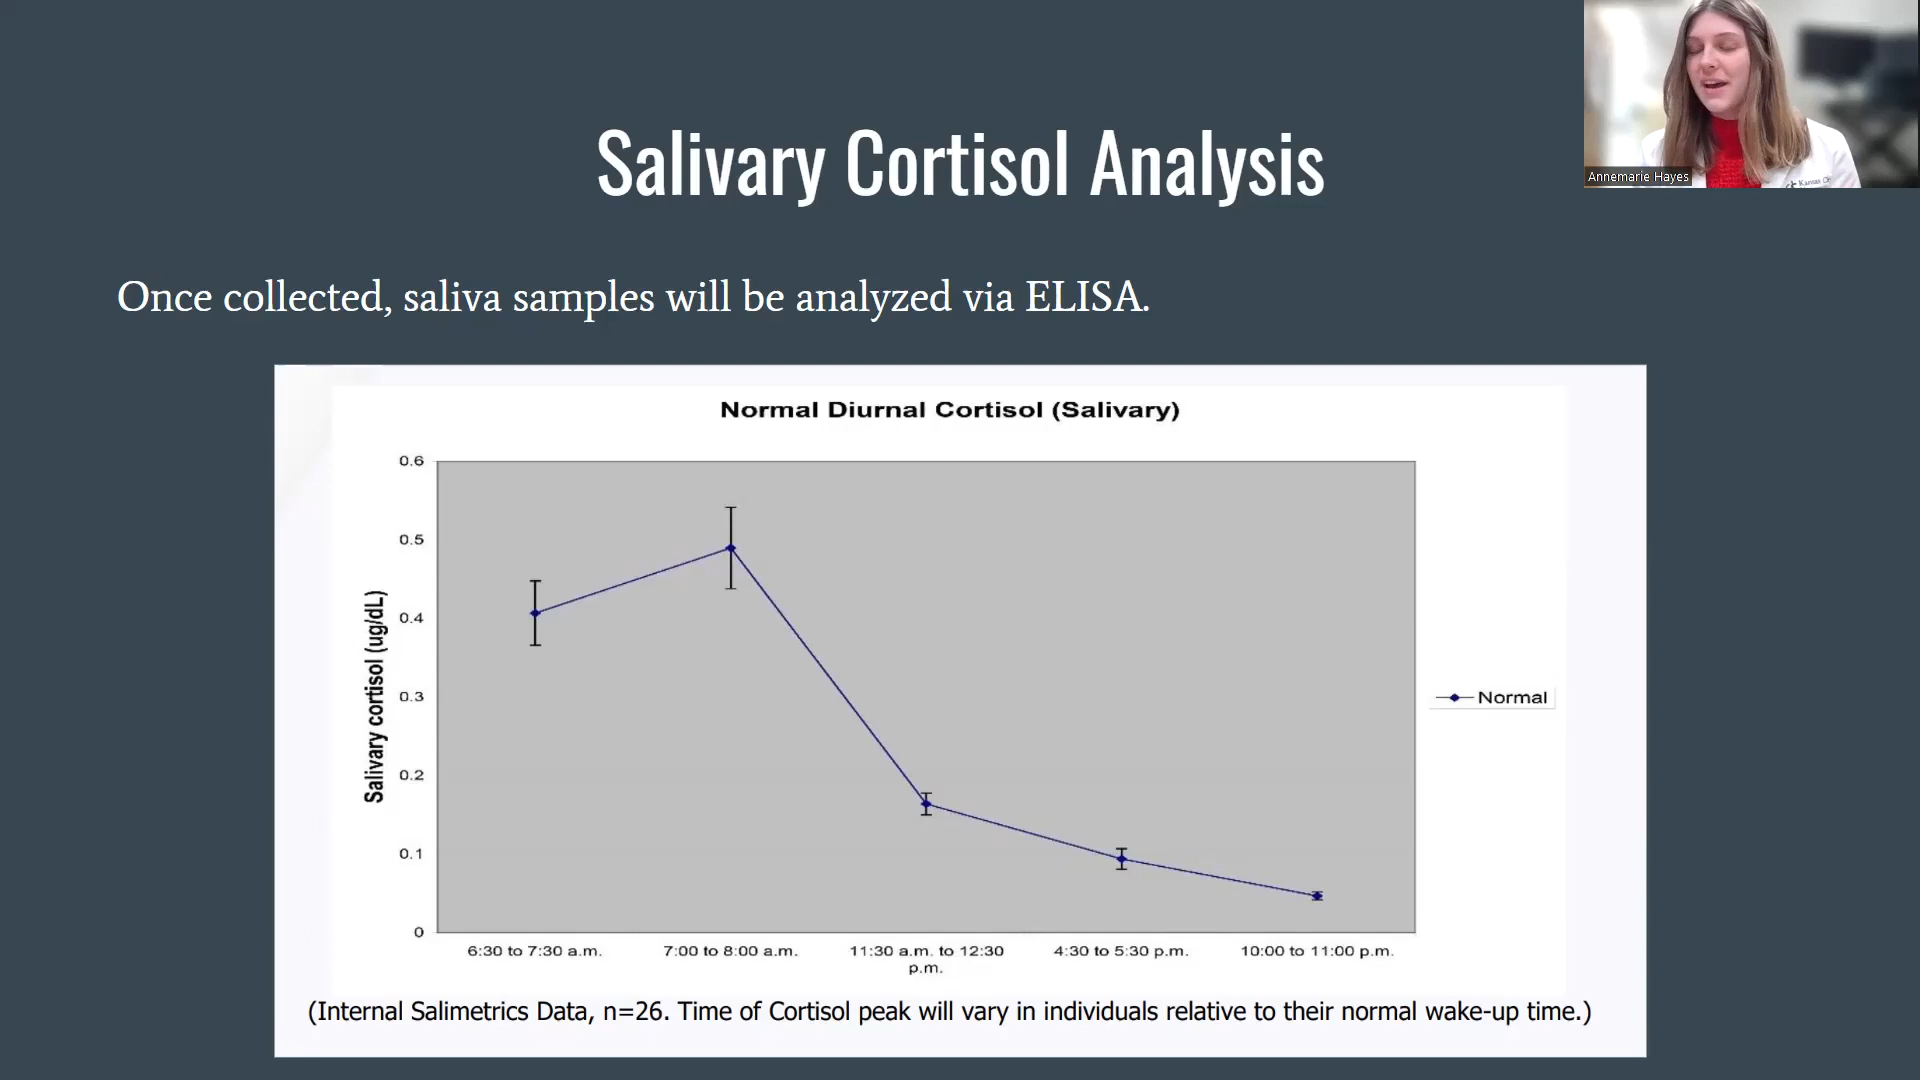 Salivary Cortisol Analysis
Annemarie Hayes
Kansas Ci
Once collected, saliva samples will be analyzed via ELISA.
Normal Diurnal Cortisol (Salivary)
0.6
0.5
0.4
0.3
0.2
0.1
0
Salivary cortisol (ug/dL)
Normal
6:30 to 7:30 a.m.
7:00 to 8:00 a.m.
11:30 a.m. to 12:30
p.m.
4:30 to 5:30 p.m.
10:00 to 11:00 p.m.
(Internal Salimetrics Data, n=26. Time of Cortisol peak will vary in individuals relative to their normal wake-up time.)